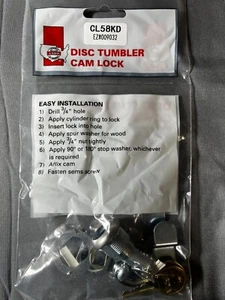 CL58KD
EZ#009032
DISC TUMBLER
CAM LOCK
EASY INSTALLATION
1) Drill 3/4" hole
2) Apply cylinder ring to lock
3) Insert lock into hole
4) Apply spur washer for wood
5) Apply 3/4" nut tightly
6) Apply 90° or 180° stop washer, whichever
is required
7) Affix cam
8) Fasten sems screw